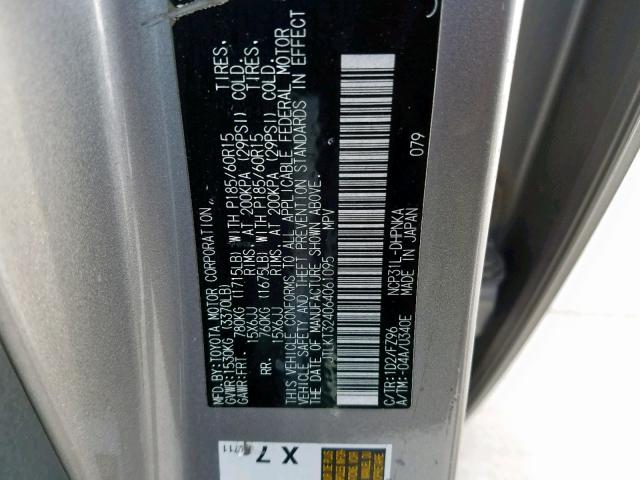 MFD.BY:TOYOTA MOTOR CORPORATION
GVWR:1530KG (3370LB)
GAWR:FRT. 780KG (1715LB) WITH P185/60R15 TIRES,
15X6JJ RIMS, AT 200KPA (29PSI) COLD.
RR. 760KG (1675LB) WITH P185/60R15 TIRES,
15X6JJ RIMS, AT 200KPA (29PSI) COLD.
THIS VEHICLE CONFORMS TO ALL APPLICABLE FEDERAL MOTOR
VEHICLE SAFETY AND THEFT PREVENTION STANDARDS IN EFFECT
ON THE DATE OF MANUFACTURE SHOWN ABOVE.
JTLKT324064061095 MPV
079
C/TR:1D2/FZ96 NCP31L-DHPNKA
A/TM:-04A/U340E MADE IN JAPAN
X 7